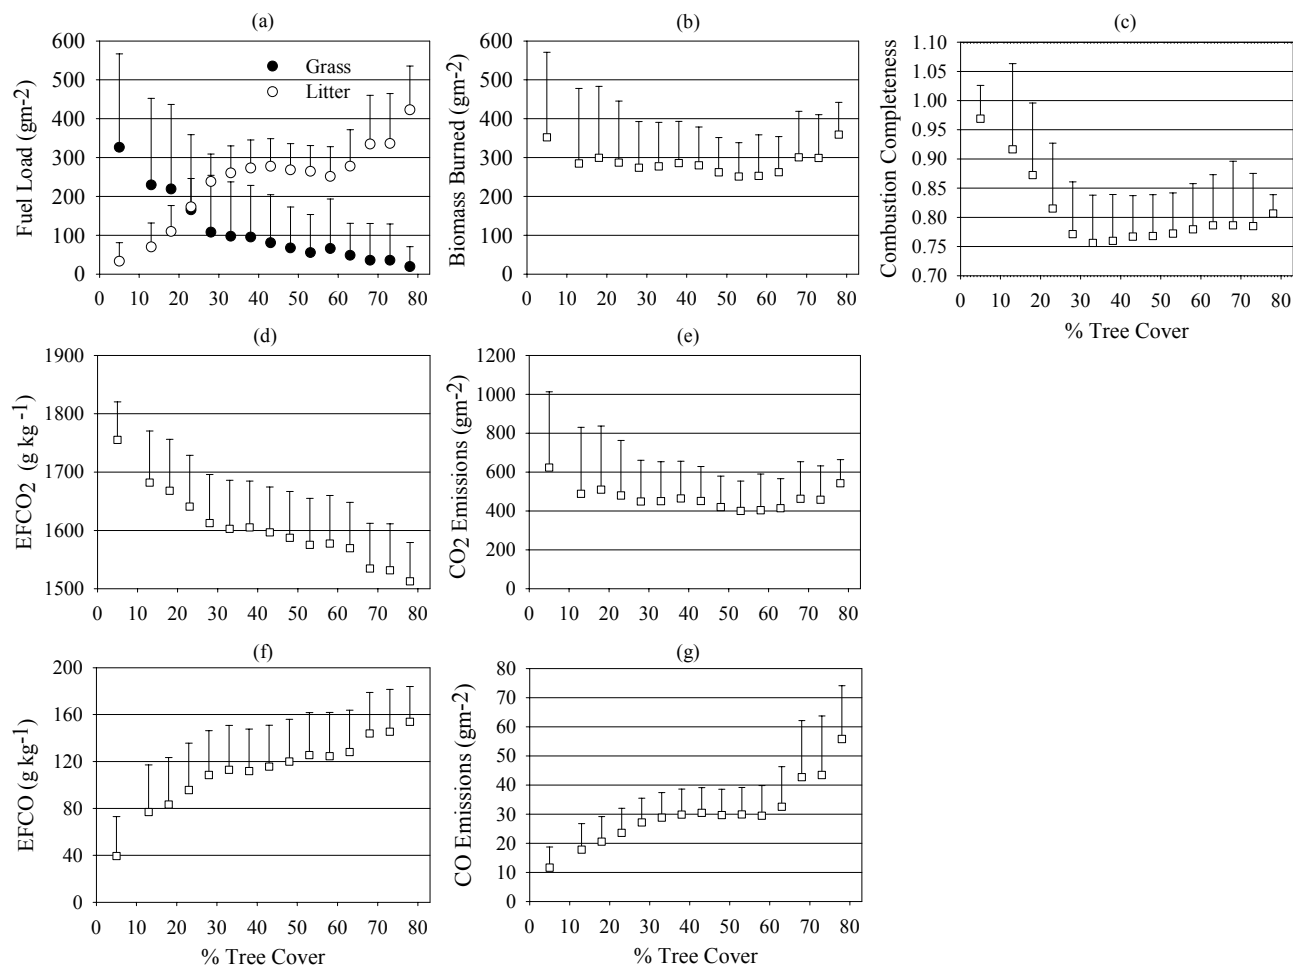 (a)
Fuel Load (gm-2)
600
500
400
300
200
100
0
0 10 20 30 40 50 60 70 80
Grass
Litter
(b)
Biomass Burned (gm-2)
600
500
400
300
200
100
0
0 10 20 30 40 50 60 70 80
(c)
Combustion Completeness
1.10
1.05
1.00
0.95
0.90
0.85
0.80
0.75
0.70
0 10 20 30 40 50 60 70 80
% Tree Cover
(d)
EFCO2 (g kg -1)
1900
1800
1700
1600
1500
0 10 20 30 40 50 60 70 80
(e)
CO2 Emissions (gm-2)
1200
1000
800
600
400
200
0
0 10 20 30 40 50 60 70 80
(f)
EFCO (g kg-1)
200
160
120
80
40
0
0 10 20 30 40 50 60 70 80
% Tree Cover
(g)
CO Emissions (gm-2)
80
70
60
50
40
30
20
10
0
0 10 20 30 40 50 60 70 80
% Tree Cover